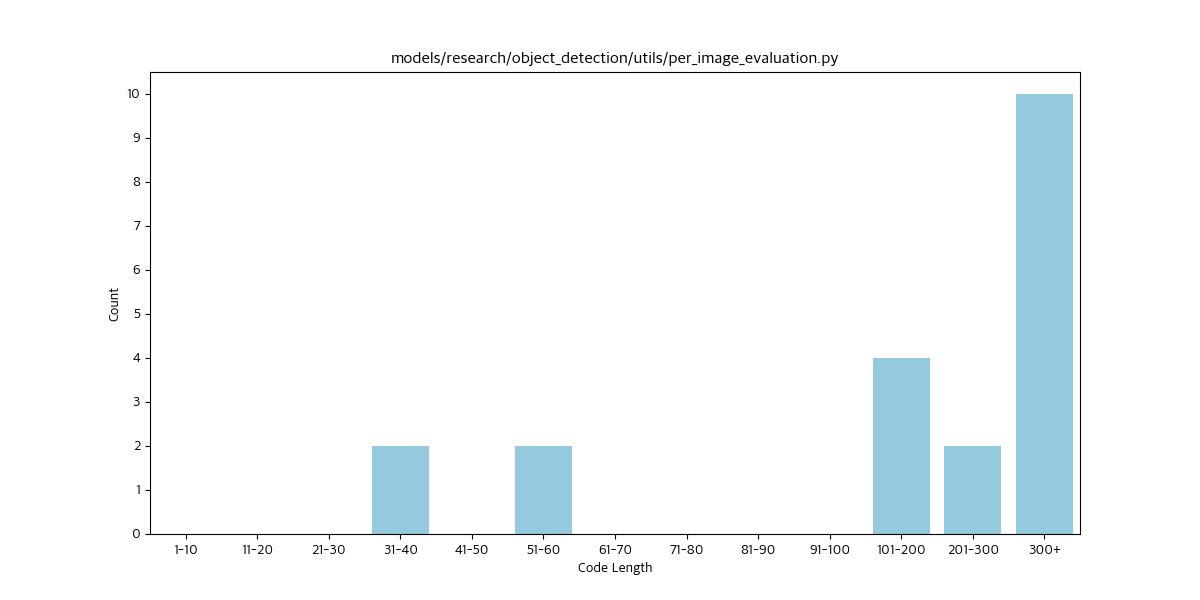 models/research/object_detection/utils/per_image_evaluation.py
10
9
8
7
6
5
4
3
2
1
0
Count
1-10 11-20 21-30 31-40 41-50 51-60 61-70 71-80 81-90 91-100 101-200 201-300 300+
Code Length